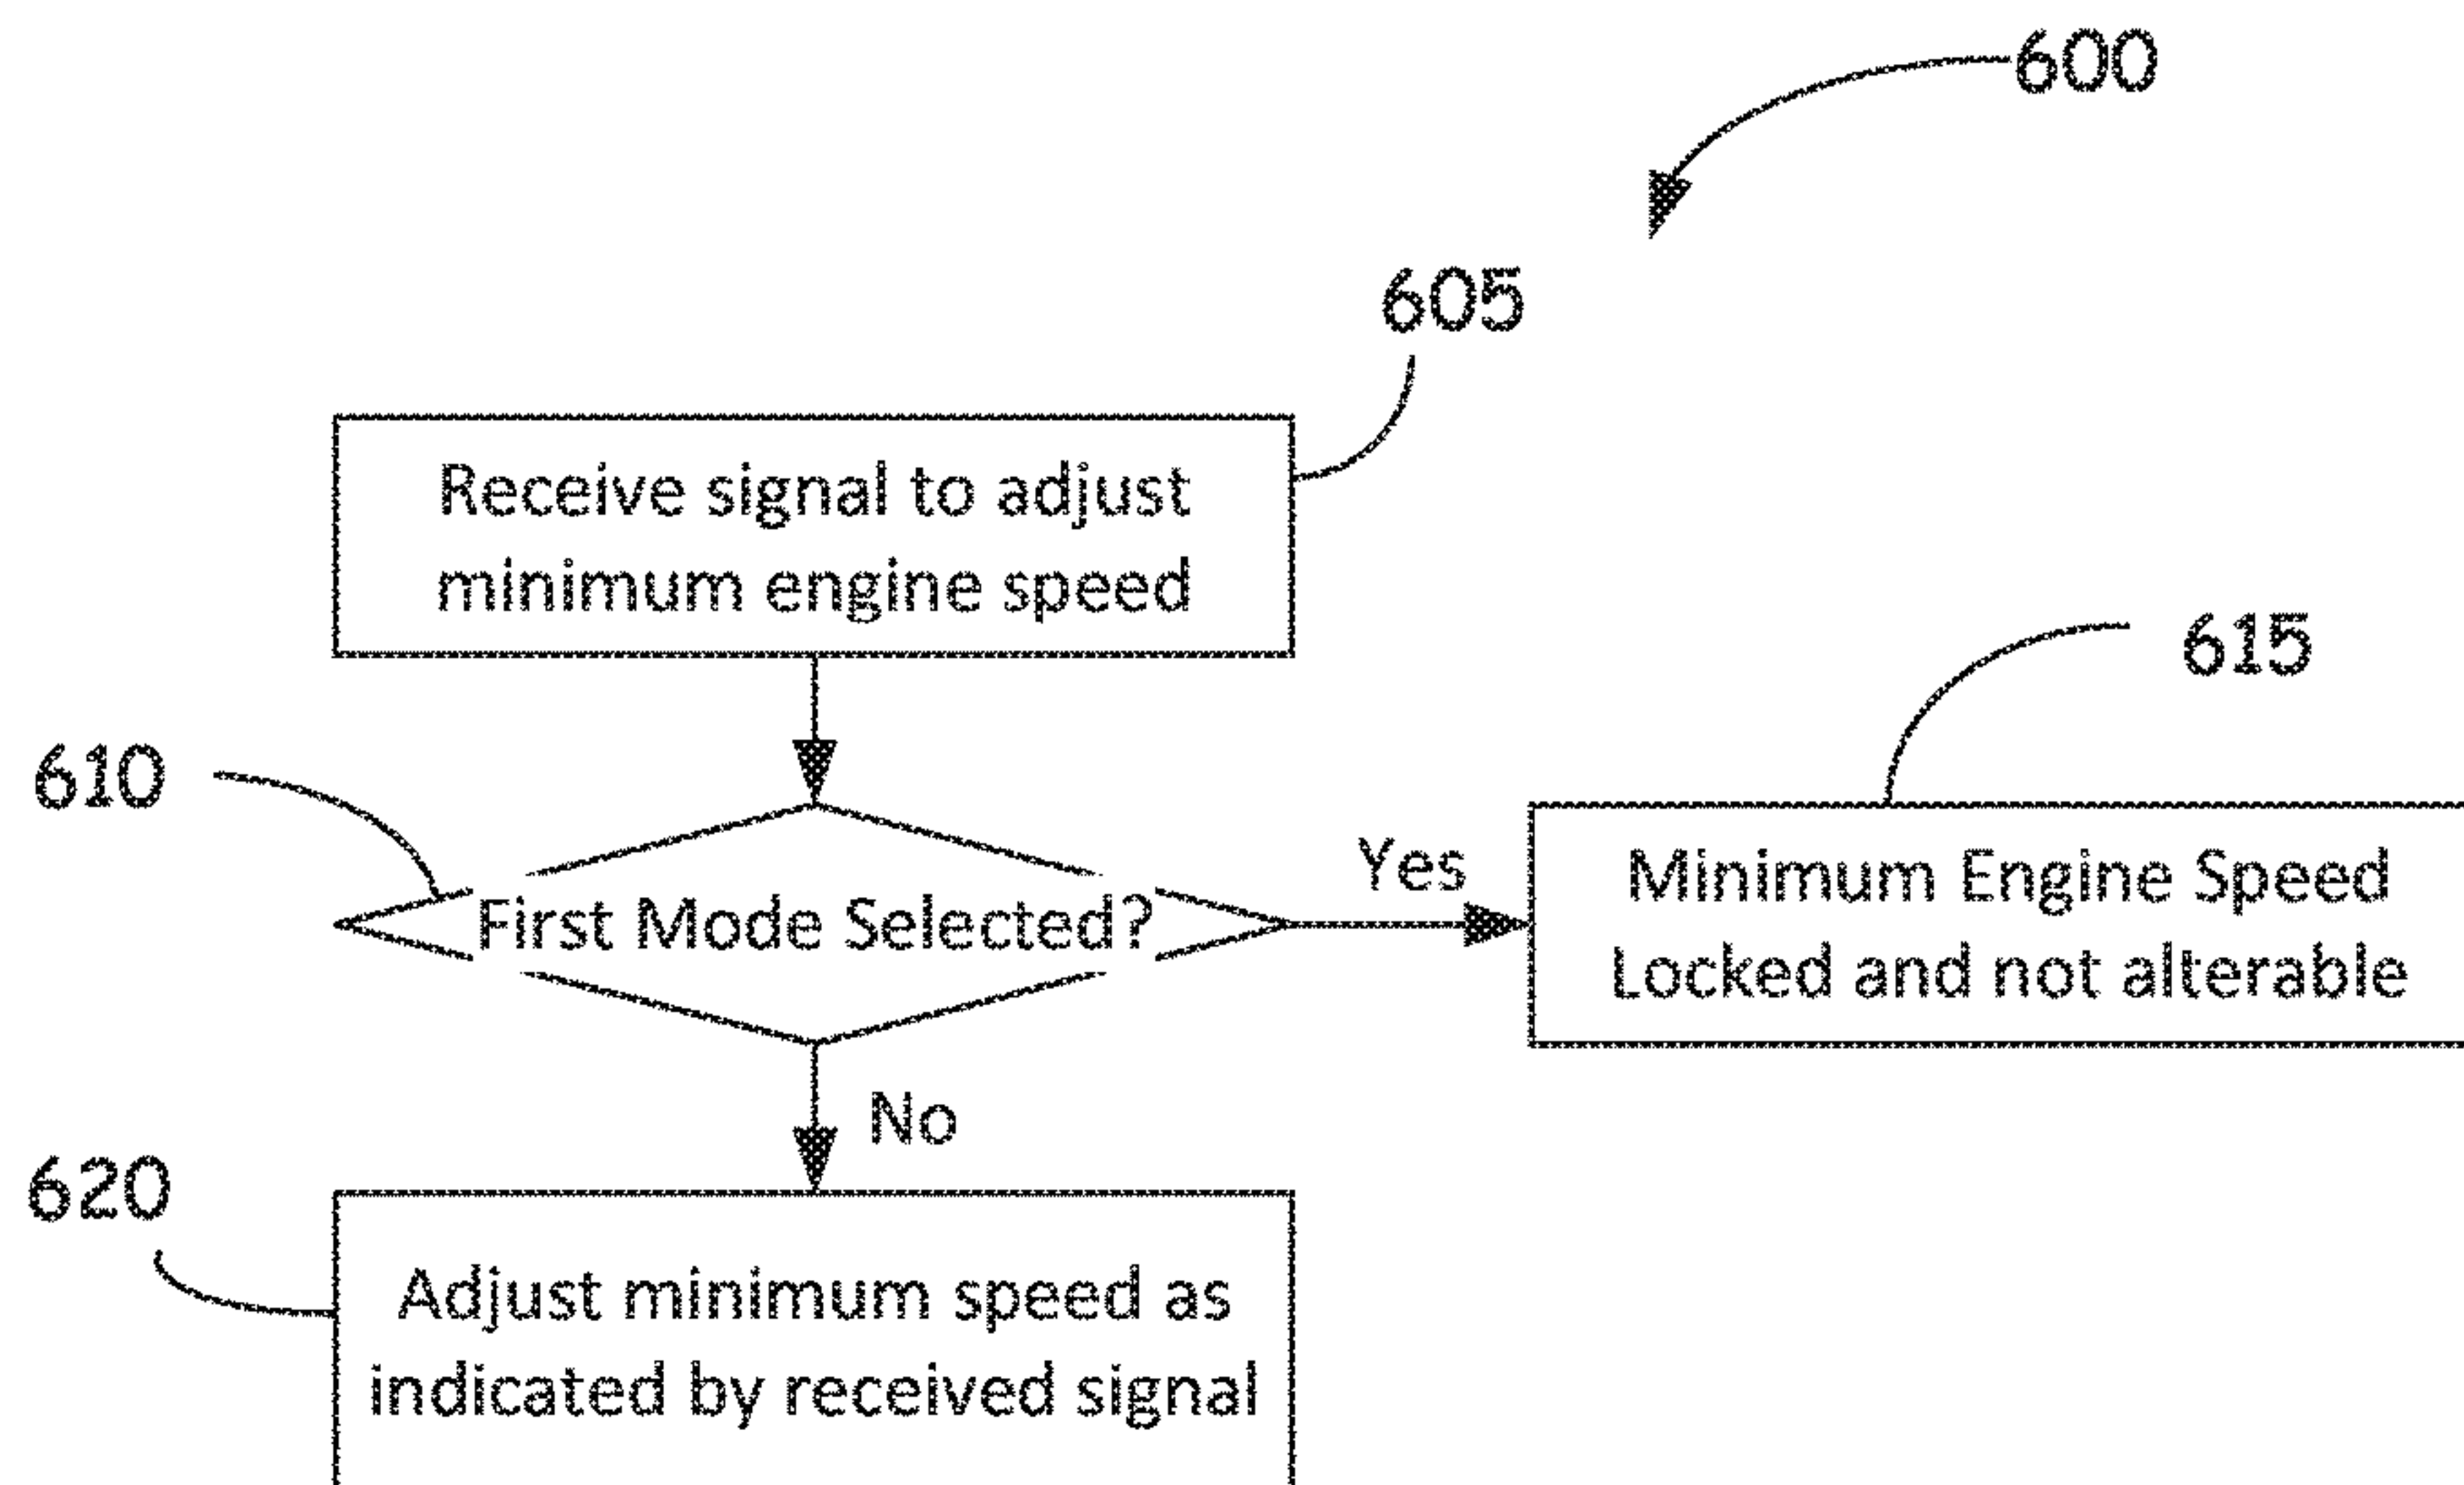 600
605
Receive signal to adjust
minimum engine speed
615
610
First Mode Selected?
Yes
Minimum Engine Speed
Locked and not alterable
No
620
Adjust minimum speed as
indicated by received signal